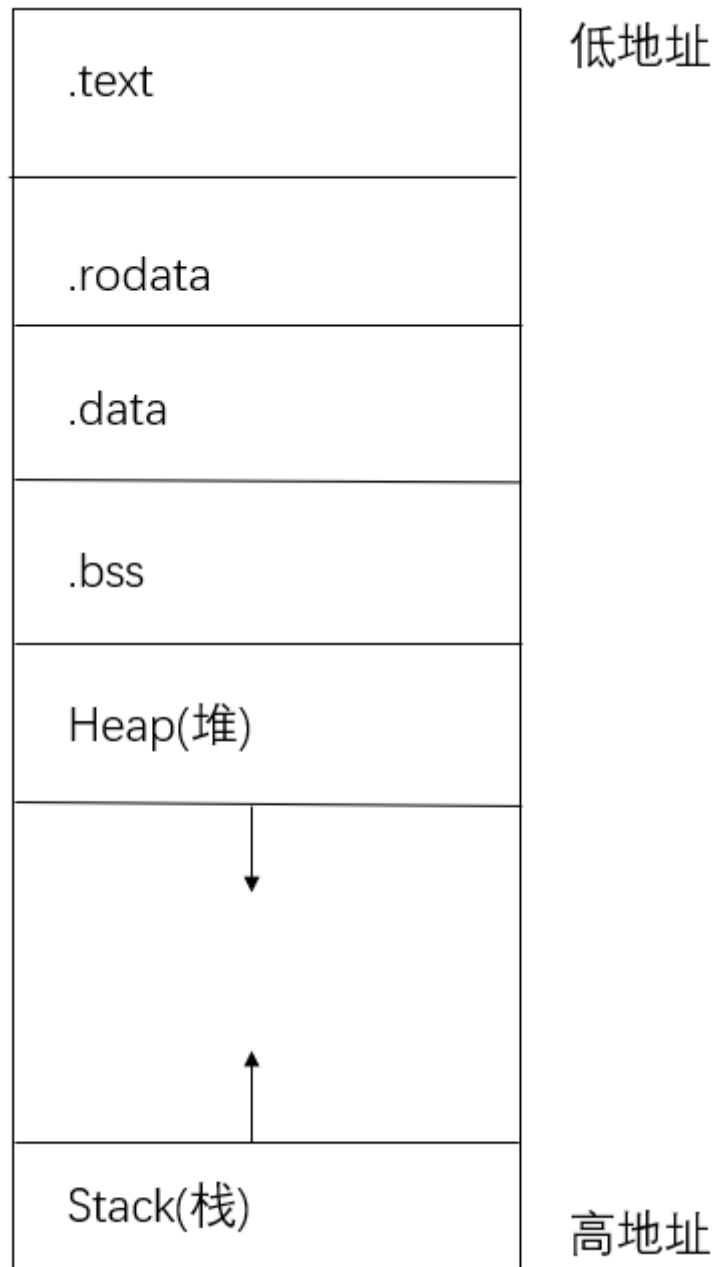 低地址
.text
.rodata
.data
.bss
Heap(堆)
Stack(栈)
高地址